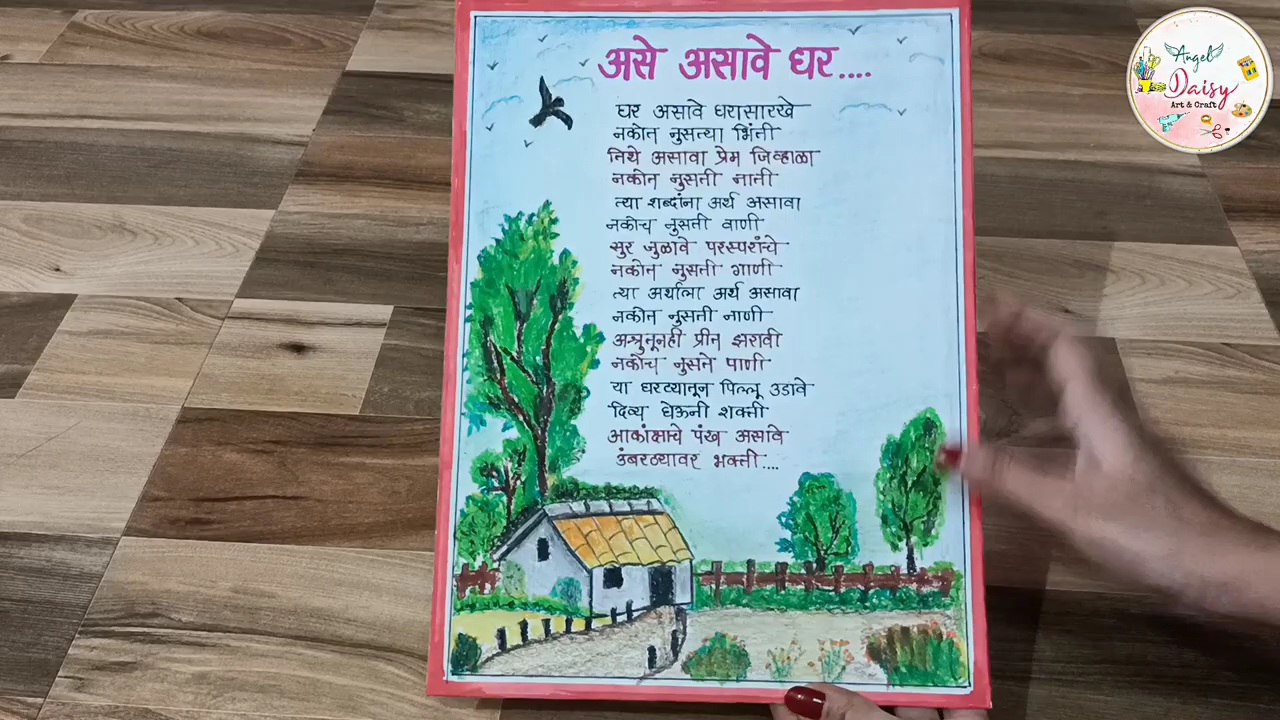 असे असावे घर....
घर असावे घरासारखे
नकोत नुसत्या भिंती
तिथे असावा प्रेम जिव्हाळा
नकोत नुसती नाती
त्या शब्दांना अर्थ असावा
नकोच नुसती वाणी
सुर जुळावे परस्परांचे
नकोत नुसती गाणी
त्या अर्थाला अर्थ असावा
नकोत नुसती नाणी
अश्रुतूनही प्रीत झरावी
नकोच नुसते पाणी
या घरट्यातून पिल्लू उडावे
दिव्य घेऊनी शक्ती
आकांक्षाचे पंख असावे
उंबरठ्यावर भक्ती....
Angel
Daisy
Art & Craft